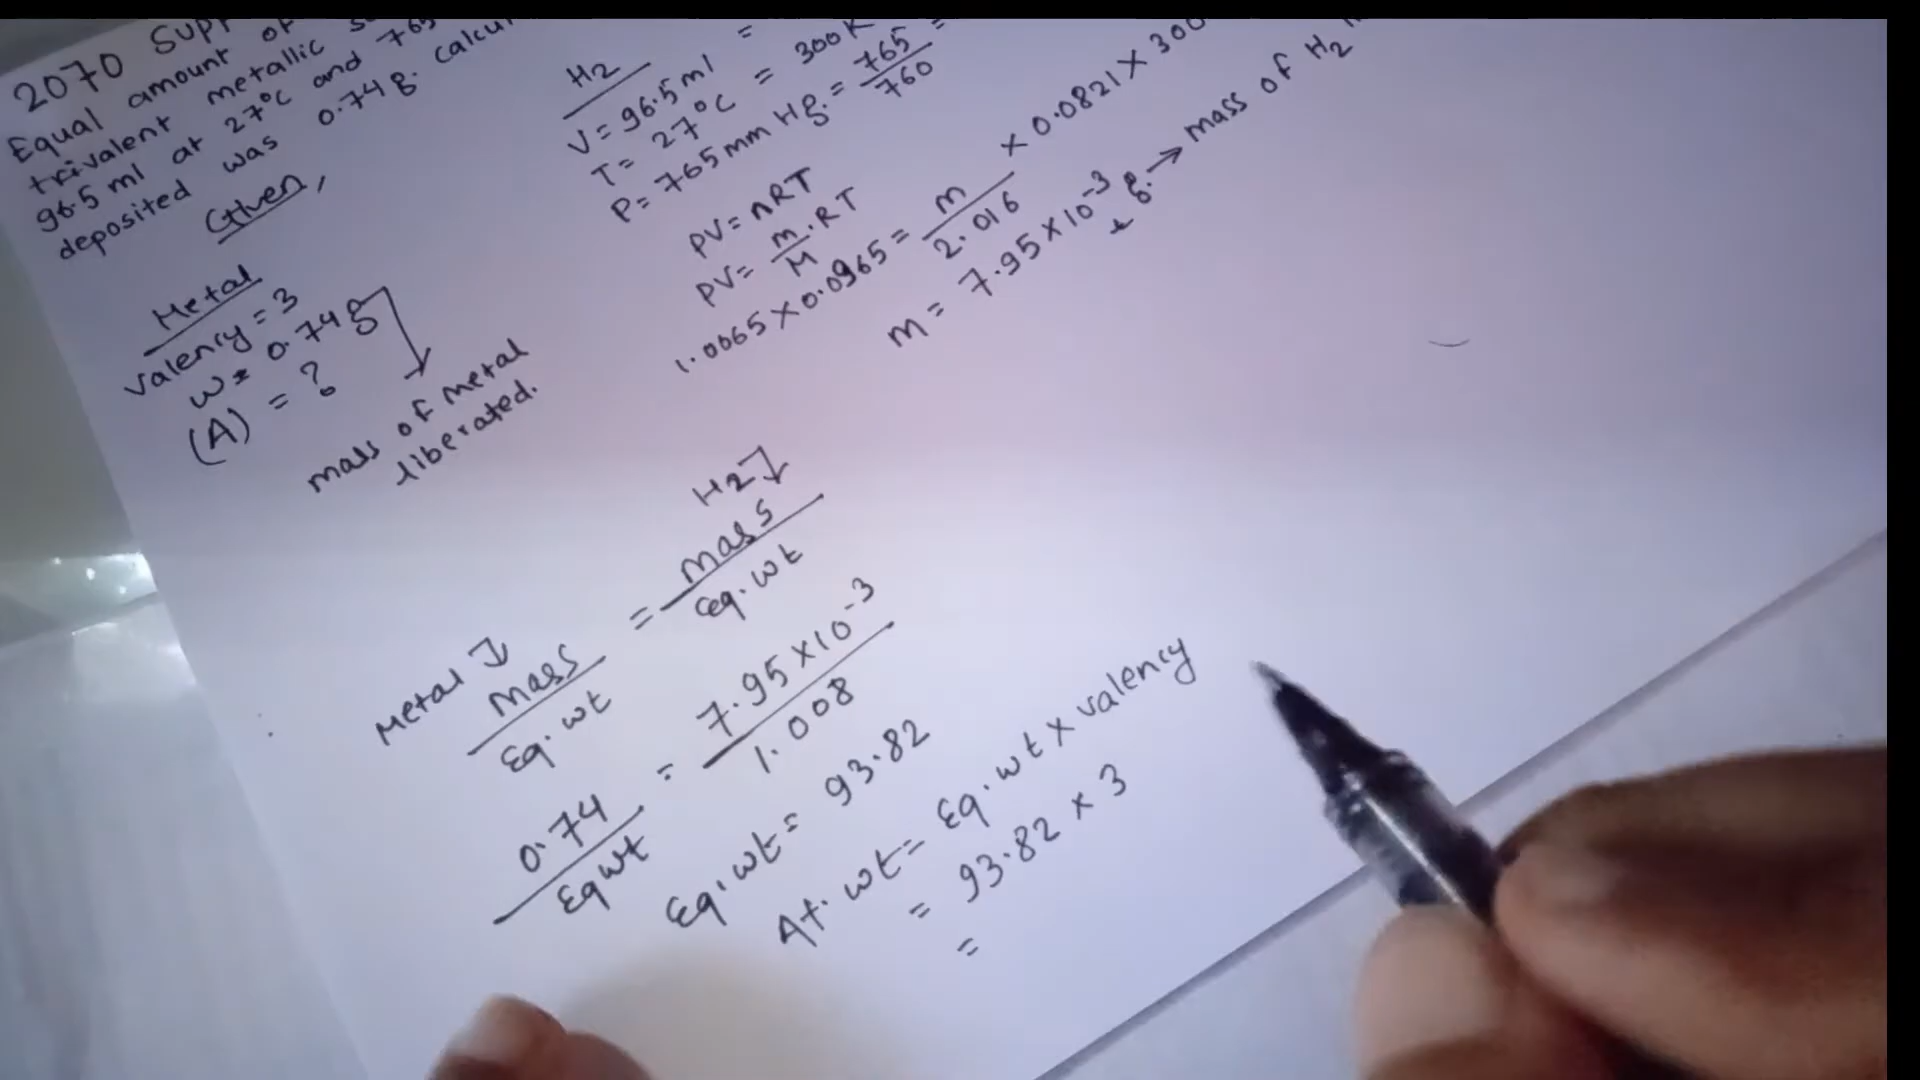 2070 Supp
Equal amount of
trivalent metallic
96.5 ml at 27°C and 765
deposited was 0.74 g. calcu
Given,
Metal
Valency = 3
w = 0.74 g
(A) = ?
mass of metal
liberated.
H2
V = 96.5 ml =
T = 27°C = 300K
P = 765 mm Hg. = 765/760 =
PV = nRT
PV = m/M . RT
1.0065 × 0.0965 = m/2.016 × 0.0821 × 300
m = 7.95 × 10^-3 g. → mass of H2
Metal ↓ H2 ↓
mass/Eq. wt = mass/Eq. wt
0.74/Eq wt = 7.95 × 10^-3/1.008
Eq. wt = 93.82
At. wt = Eq. wt × valency
= 93.82 × 3
=